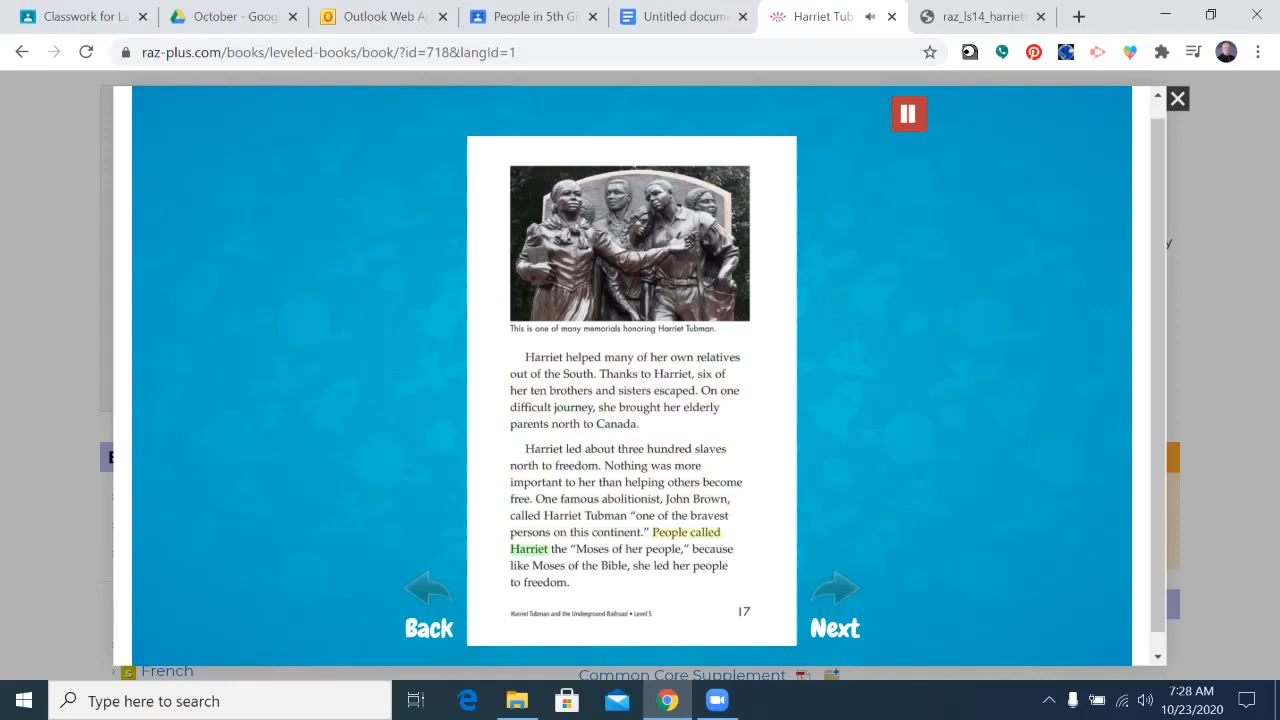 Classwork for
Google Drive - Goog
Outlook Web Ap
People in 5th Gr
Untitled docum
Harriet Tub
raz_ls14_harriet
raz-plus.com/books/leveled-books/book/?id=718&langId=1
This is one of many memorials honoring Harriet Tubman.
Harriet helped many of her own relatives
out of the South. Thanks to Harriet, six of
her ten brothers and sisters escaped. On one
difficult journey, she brought her elderly
parents north to Canada.
Harriet led about three hundred slaves
north to freedom. Nothing was more
important to her than helping others become
free. One famous abolitionist, John Brown,
called Harriet Tubman “one of the bravest
persons on this continent.” People called
Harriet the “Moses of her people,” because
like Moses of the Bible, she led her people
to freedom.
Harriet Tubman and the Underground Railroad • Level S
17
Back
Next
French
Common Core Supplement
Type here to search
7:28 AM
10/23/2020